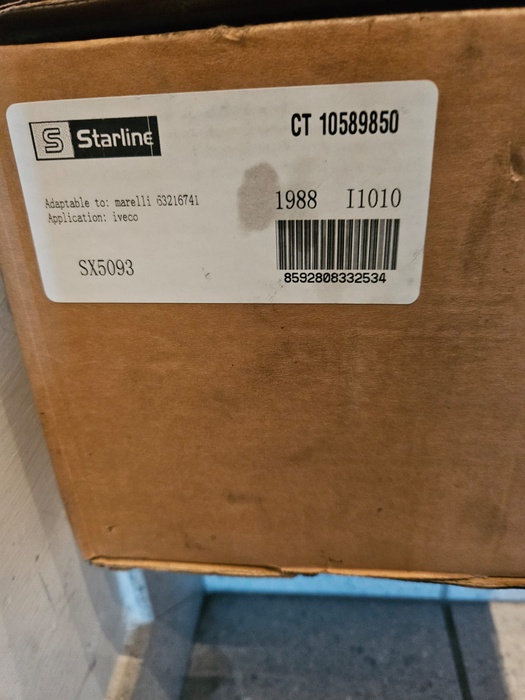 S Starline
CT 10589850
Adaptable to: marelli 63216741
Application: iveco
1988 I1010
SX5093
8592808332534